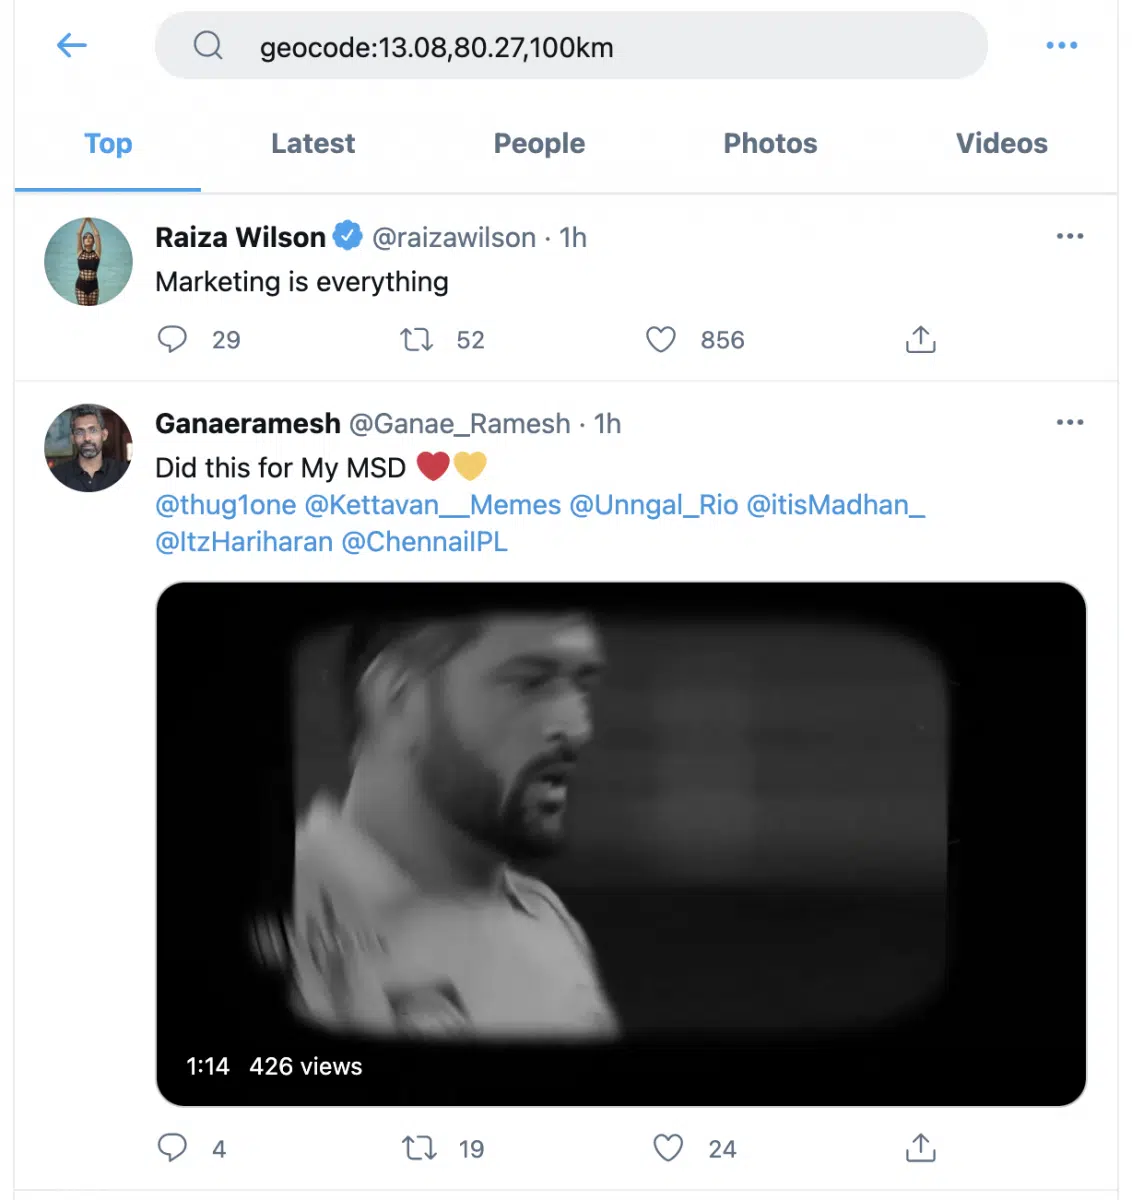 geocode:13.08,80.27,100km
Top Latest People Photos Videos
Raiza Wilson @raizawilson · 1h
Marketing is everything
29 52 856
Ganaeramesh @Ganae_Ramesh · 1h
Did this for My MSD ❤️💛
@thug1one @Kettavan__Memes @Unngal_Rio @itisMadhan_
@ItzHariharan @ChennaiIPL
1:14 426 views
4 19 24